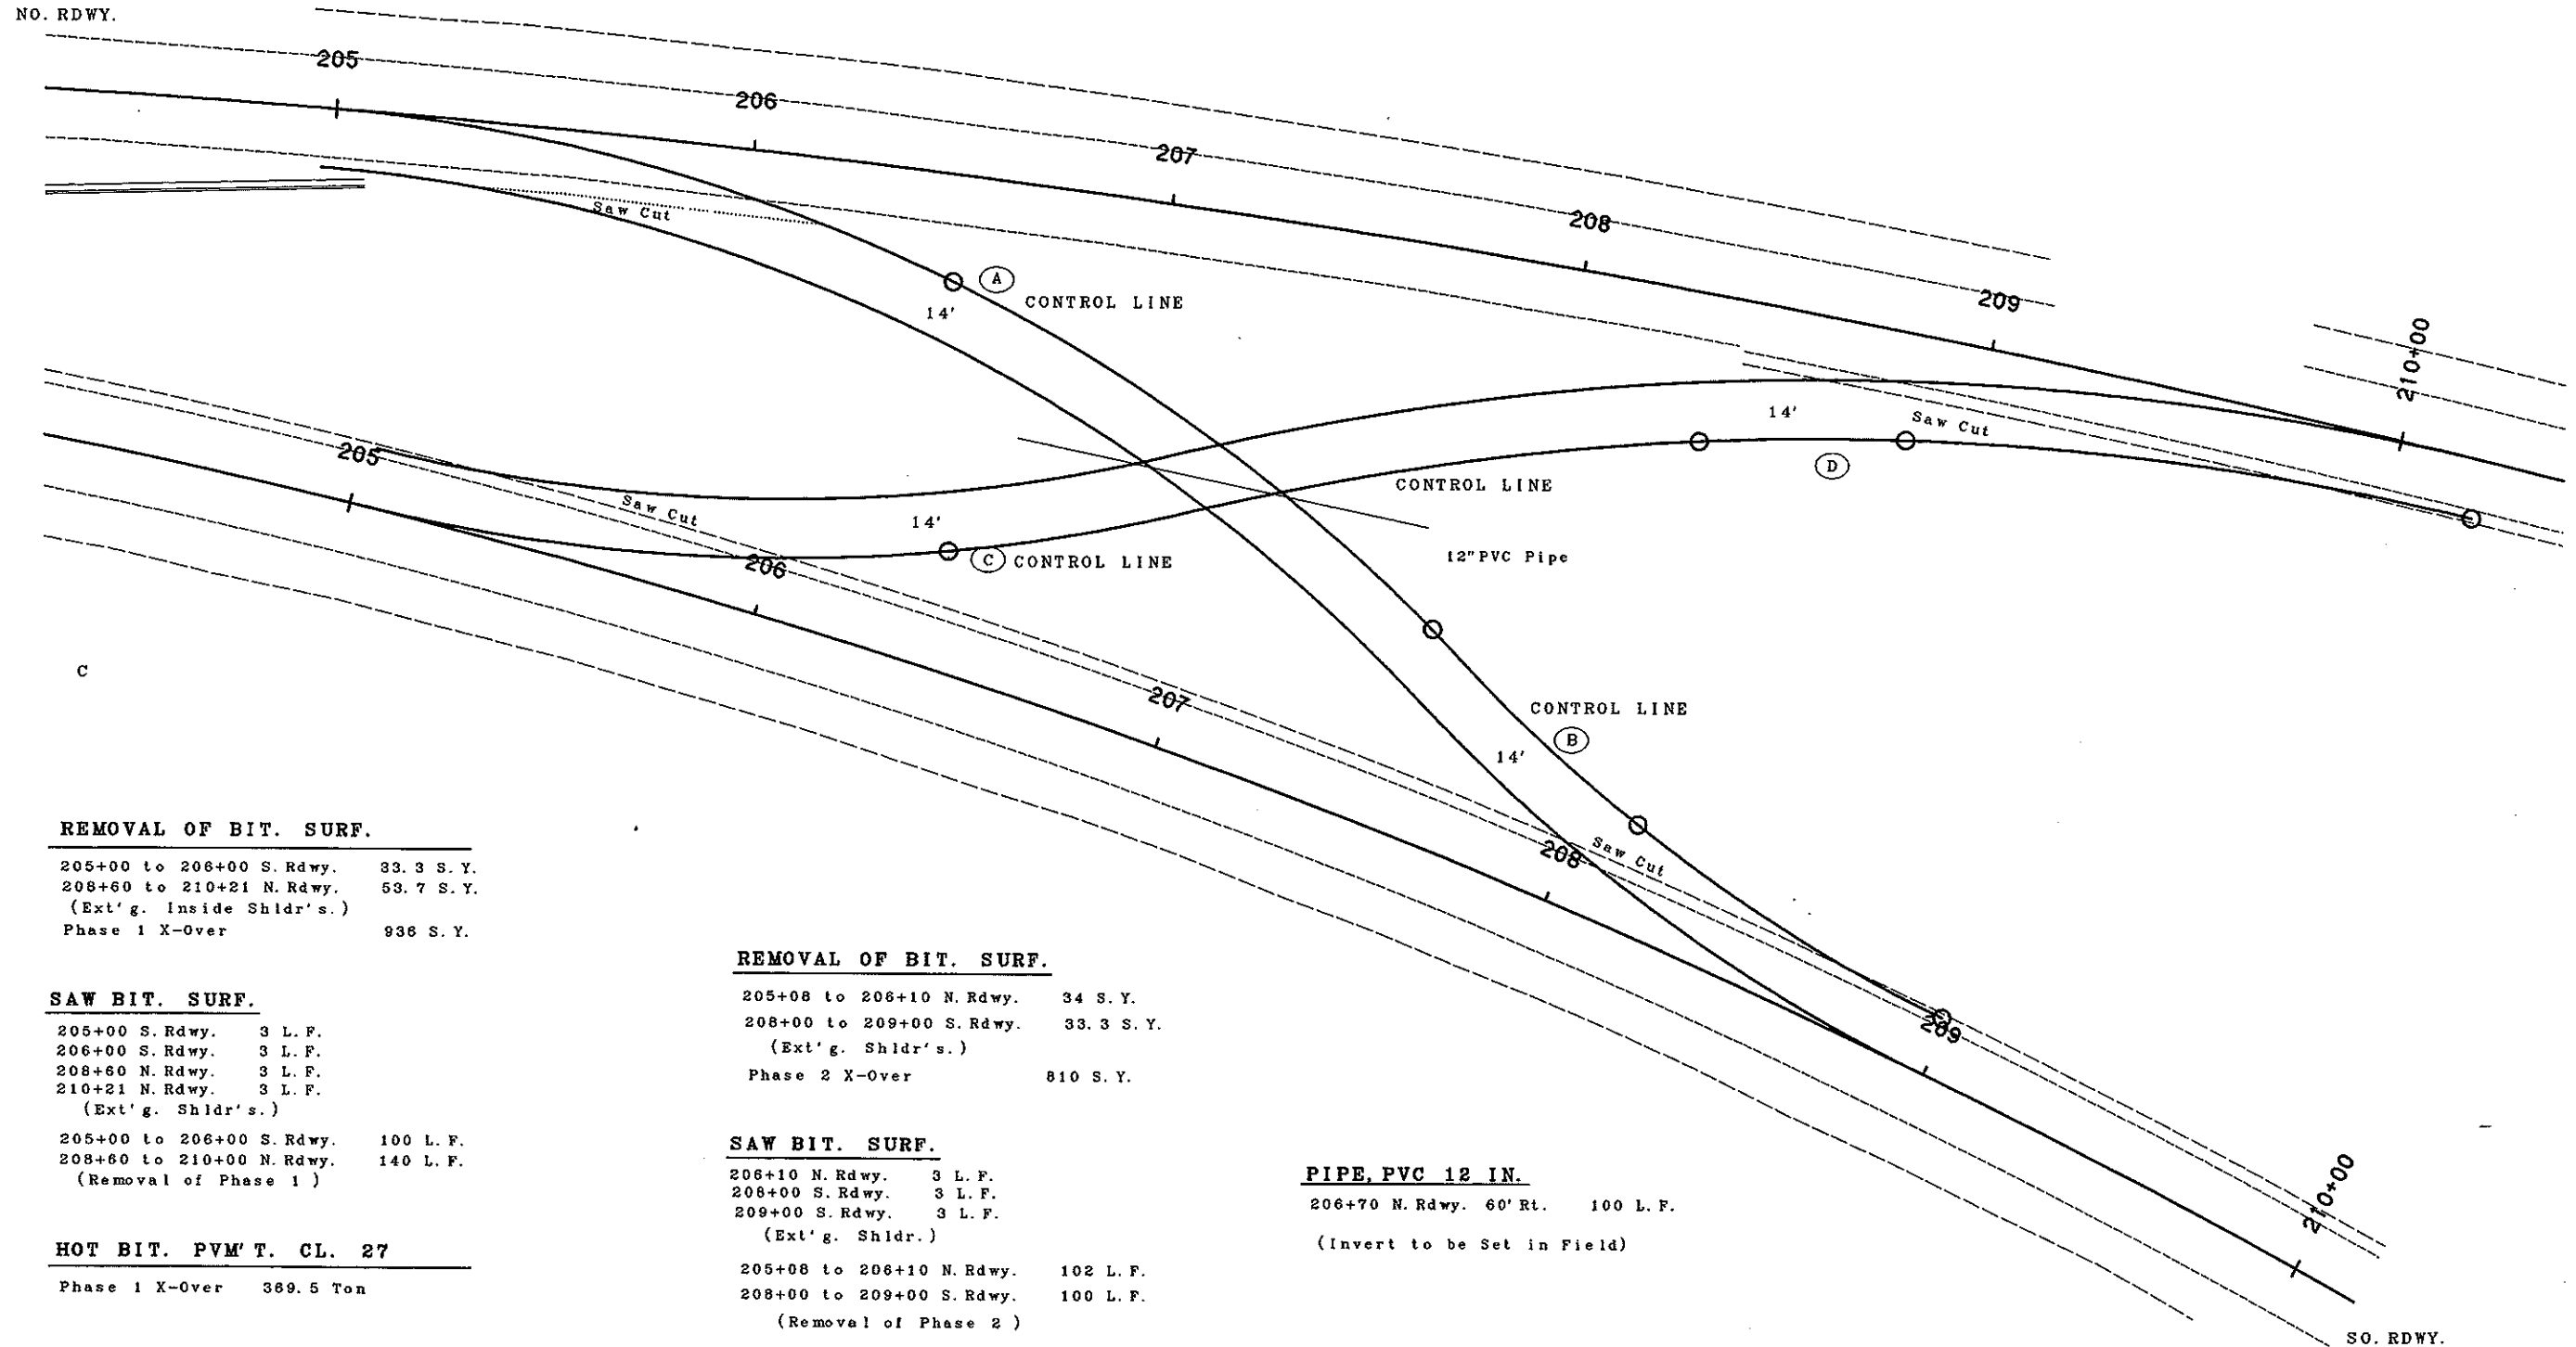 NO. RDWY.
205
206
207
208
209
210+00
Saw Cut
A
CONTROL LINE
14'
14'
Saw Cut
D
CONTROL LINE
205
Saw Cut
14'
C CONTROL LINE
206
12" PVC Pipe
C
207
CONTROL LINE
B
14'
208
Saw Cut
209
210+00
SO. RDWY.
REMOVAL OF BIT. SURF.
205+00 to 206+00 S. Rdwy. 33.3 S.Y.
208+60 to 210+21 N. Rdwy. 53.7 S.Y.
(Ext'g. Inside Shldr's.)
Phase 1 X-Over 936 S.Y.
SAW BIT. SURF.
205+00 S. Rdwy. 3 L.F.
206+00 S. Rdwy. 3 L.F.
208+60 N. Rdwy. 3 L.F.
210+21 N. Rdwy. 3 L.F.
(Ext'g. Shldr's.)
205+00 to 206+00 S. Rdwy. 100 L.F.
208+60 to 210+00 N. Rdwy. 140 L.F.
(Removal of Phase 1 )
HOT BIT. PVM'T. CL. 27
Phase 1 X-Over 369.5 Ton
REMOVAL OF BIT. SURF.
205+08 to 206+10 N. Rdwy. 34 S.Y.
208+00 to 209+00 S. Rdwy. 33.3 S.Y.
(Ext'g. Shldr's.)
Phase 2 X-Over 810 S.Y.
SAW BIT. SURF.
206+10 N. Rdwy. 3 L.F.
208+00 S. Rdwy. 3 L.F.
209+00 S. Rdwy. 3 L.F.
(Ext'g. Shldr.)
205+08 to 206+10 N. Rdwy. 102 L.F.
208+00 to 209+00 S. Rdwy. 100 L.F.
(Removal of Phase 2 )
PIPE, PVC 12 IN.
206+70 N. Rdwy. 60' Rt. 100 L.F.
(Invert to be Set in Field)